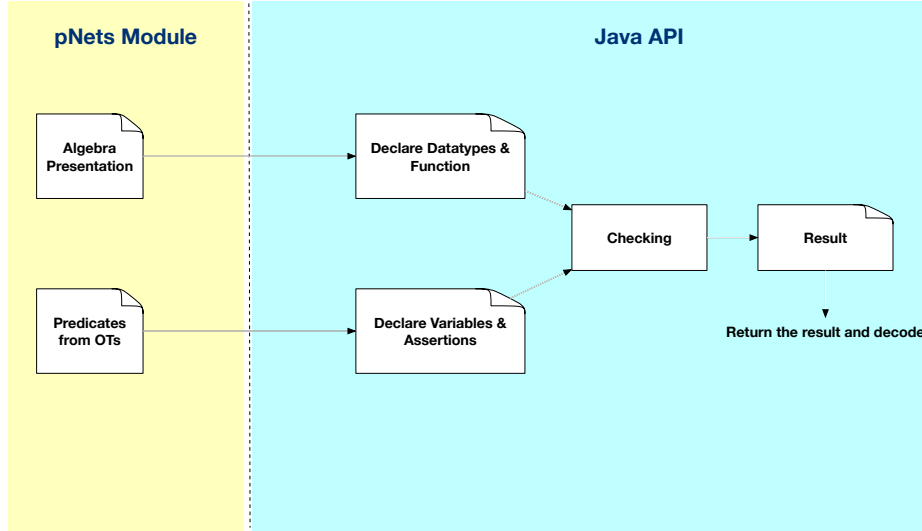 pNets Module
Java API
Algebra
Presentation
Declare Datatypes &
Function
Checking
Result
Predicates
from OTs
Declare Variables &
Assertions
Return the result and decode